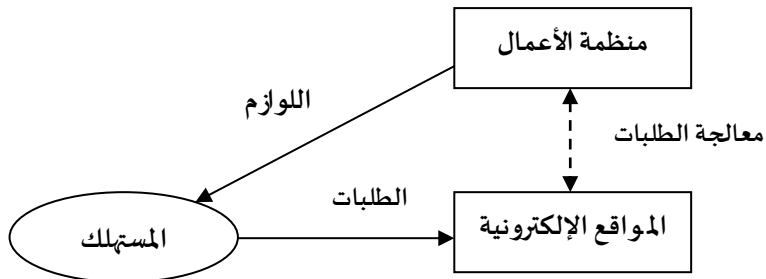 منظمة الأعمال
اللوازم
معالجة الطلبات
الطلبات
المستهلك
المواقع الإلكترونية